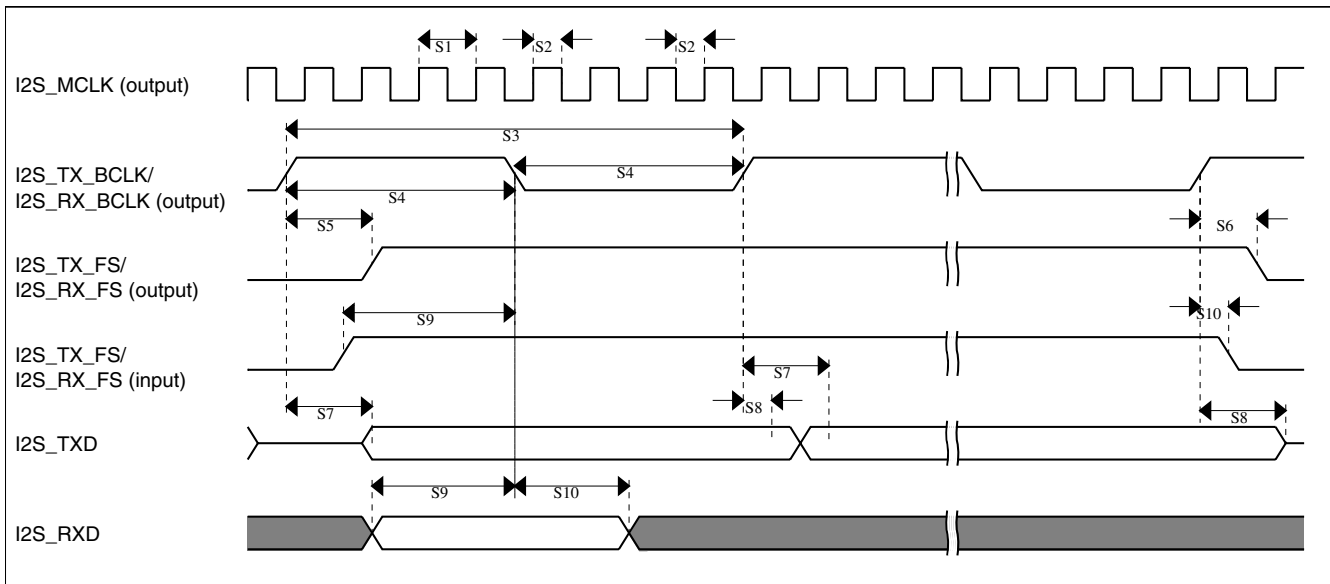 S1 S2 S2
I2S_MCLK (output)
S3
I2S_TX_BCLK/
I2S_RX_BCLK (output)
S4
S4
S5 S6
I2S_TX_FS/
I2S_RX_FS (output)
S9 S10
I2S_TX_FS/
I2S_RX_FS (input)
S7
S7 S8 S8
I2S_TXD
S9 S10
I2S_RXD